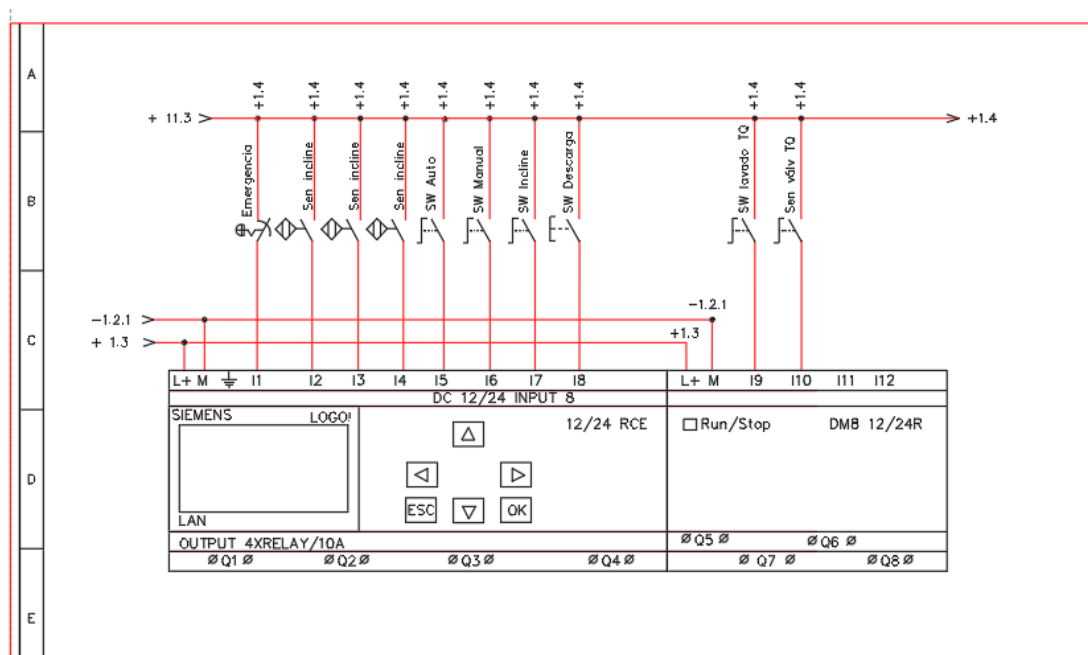 A
B
C
D
E
+1.4 +1.4 +1.4 +1.4 +1.4 +1.4 +1.4 +1.4 +1.4 +1.4
+ 11.3 +1.4
Emergencia
Sen incline
Sen incline
Sen incline
SW Auto
SW Manual
SW Incline
SW Descarga
SW lavado TQ
Sen válv TQ
-1.2.1 -1.2.1
+ 1.3 +1.3
L+ M I1 I2 I3 I4 I5 I6 I7 I8 L+ M I9 I10 I11 I12
DC 12/24 INPUT 8
SIEMENS LOGO! 12/24 RCE Run/Stop DM8 12/24R
ESC OK
LAN
OUTPUT 4XRELAY/10A Ø Q5 Ø Ø Q6 Ø
Ø Q1 Ø Ø Q2 Ø Ø Q3 Ø Ø Q4 Ø Ø Q7 Ø Ø Q8 Ø